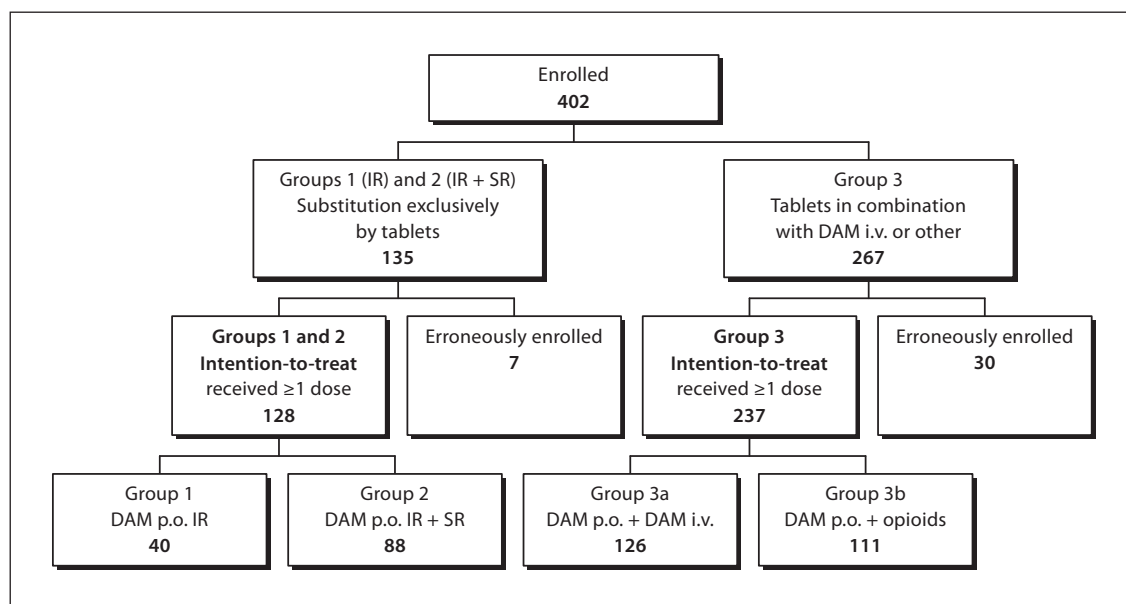 Enrolled
402
Groups 1 (IR) and 2 (IR + SR)
Substitution exclusively
by tablets
135
Group 3
Tablets in combination
with DAM i.v. or other
267
Groups 1 and 2
Intention-to-treat
received ≥1 dose
128
Erroneously enrolled
7
Group 3
Intention-to-treat
received ≥1 dose
237
Erroneously enrolled
30
Group 1
DAM p.o. IR
40
Group 2
DAM p.o. IR + SR
88
Group 3a
DAM p.o. + DAM i.v.
126
Group 3b
DAM p.o. + opioids
111